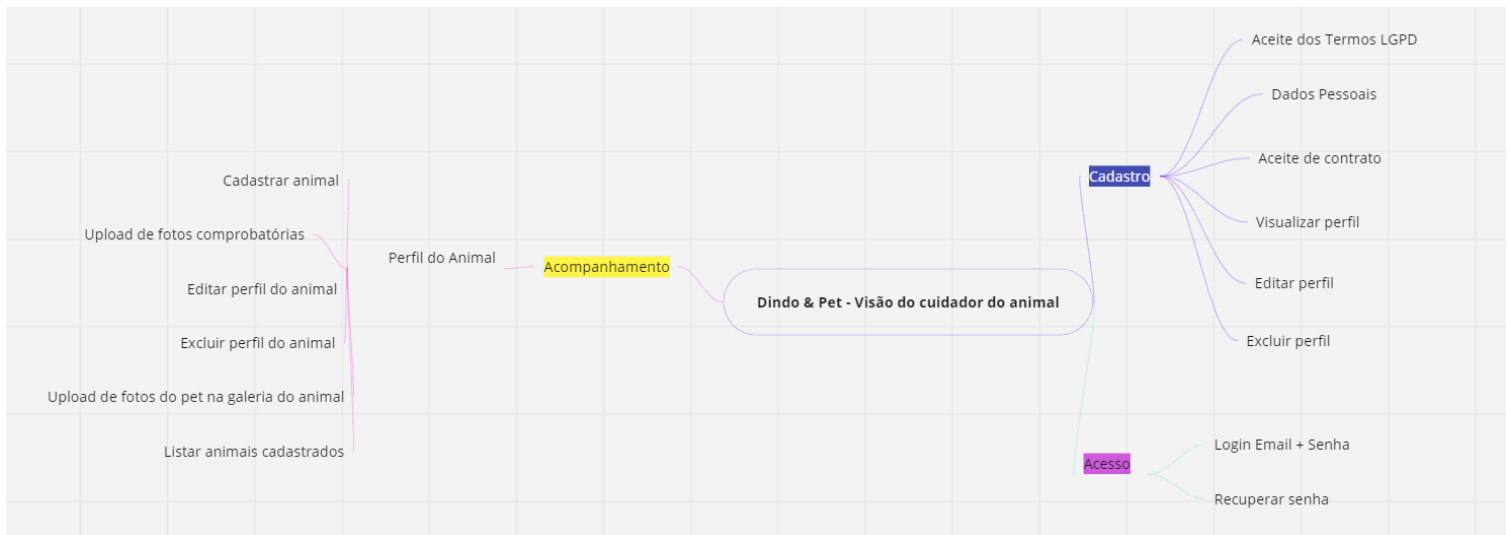 Aceite dos Termos LGPD
Dados Pessoais
Aceite de contrato
Cadastro
Visualizar perfil
Editar perfil
Excluir perfil
Cadastrar animal
Upload de fotos comprobatórias
Perfil do Animal
Acompanhamento
Editar perfil do animal
Dindo & Pet - Visão do cuidador do animal
Excluir perfil do animal
Upload de fotos do pet na galeria do animal
Listar animais cadastrados
Acesso
Login Email + Senha
Recuperar senha